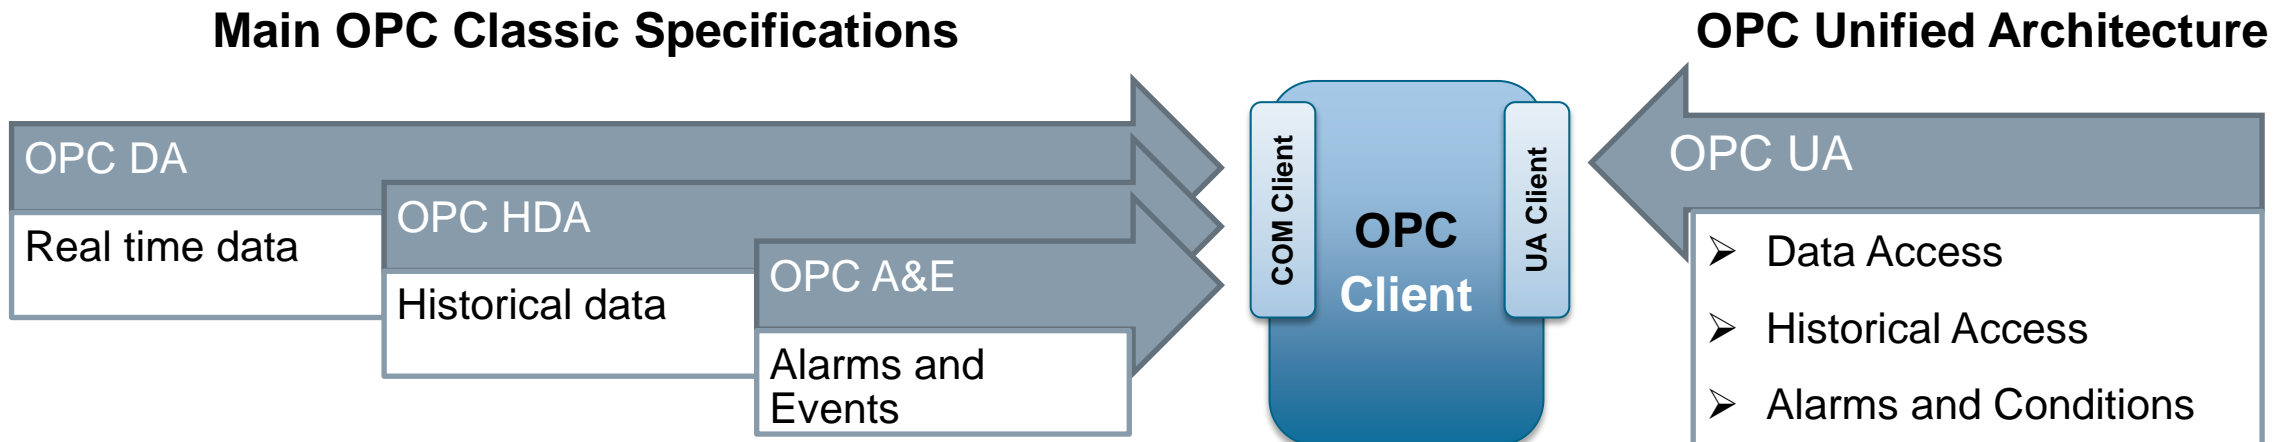 Main OPC Classic Specifications
OPC Unified Architecture
OPC DA
Real time data
OPC HDA
Historical data
OPC A&E
Alarms and
Events
COM Client
OPC
Client
UA Client
OPC UA
➢ Data Access
➢ Historical Access
➢ Alarms and Conditions